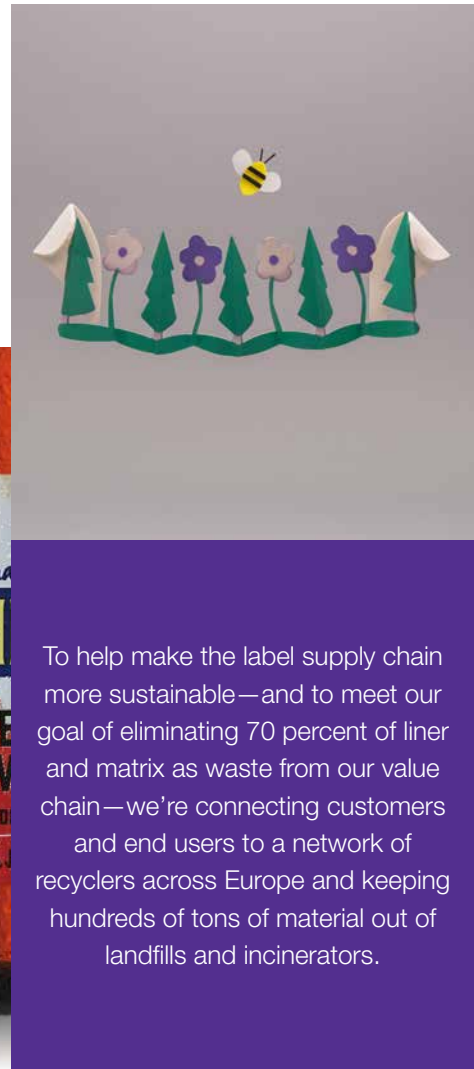 To help make the label supply chain
more sustainable—and to meet our
goal of eliminating 70 percent of liner
and matrix as waste from our value
chain—we're connecting customers
and end users to a network of
recyclers across Europe and keeping
hundreds of tons of material out of
landfills and incinerators.